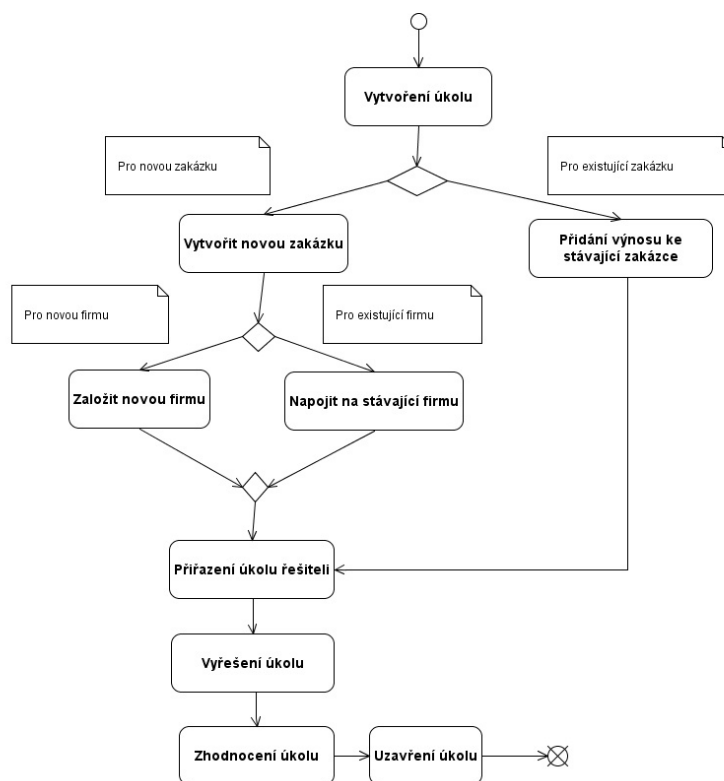 Vytvoření úkolu
Pro novou zakázku
Pro existující zakázku
Vytvořit novou zakázku
Přidání výnosu ke
stávající zakázce
Pro novou firmu
Pro existující firmu
Založit novou firmu
Napojit na stávající firmu
Přiřazení úkolu řešiteli
Vyřešení úkolu
Zhodnocení úkolu
Uzavření úkolu